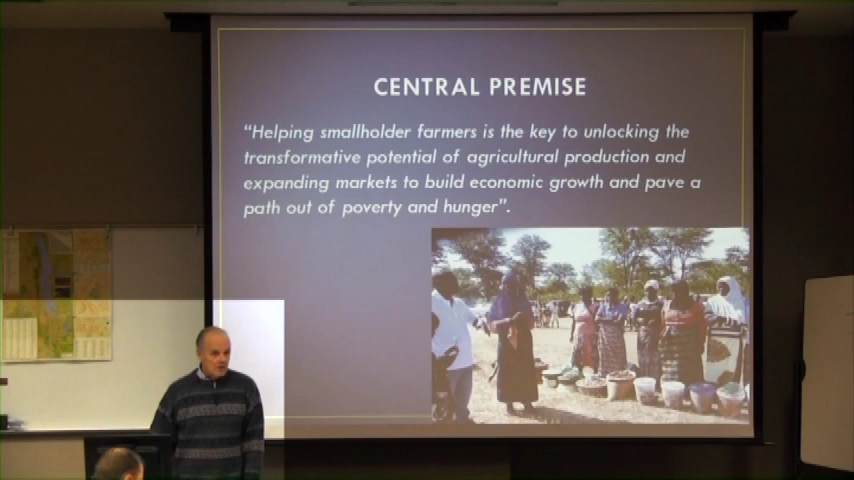 CENTRAL PREMISE
“Helping smallholder farmers is the key to unlocking the
transformative potential of agricultural production and
expanding markets to build economic growth and pave a
path out of poverty and hunger”.